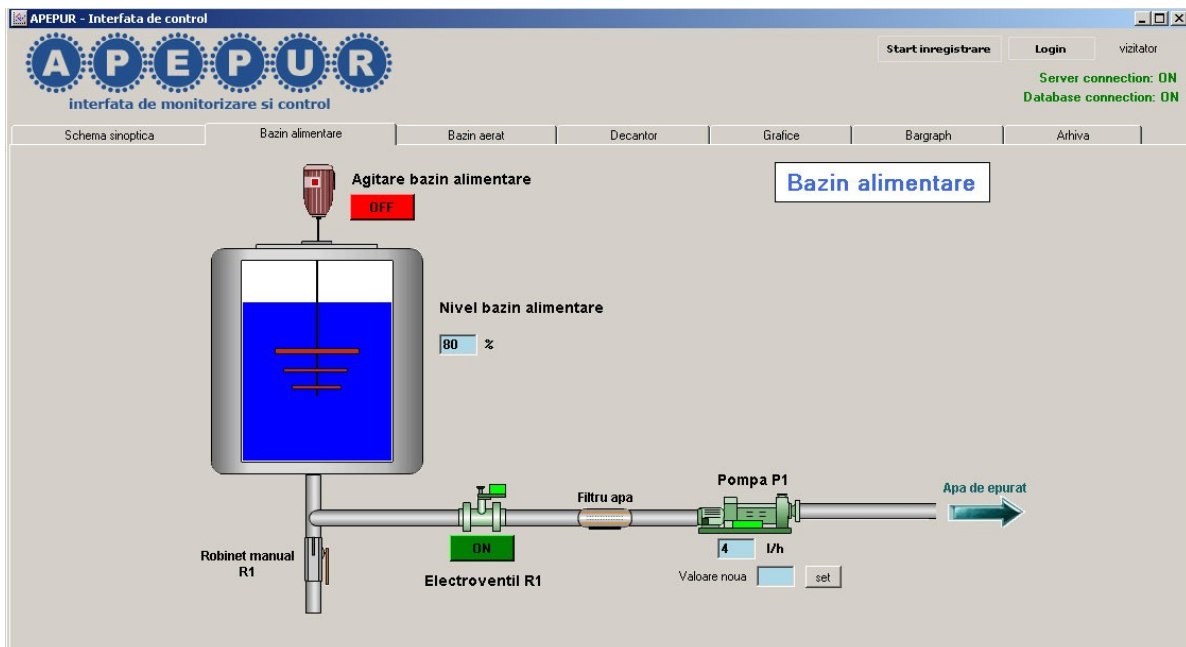 APEPUR - Interfata de control
APEPUR
interfata de monitorizare si control
Start inregistrare Login vizitator
Server connection: ON
Database connection: ON
Schema sinoptica Bazin alimentare Bazin aerat Decantor Grafice Bargraph Arhiva
Bazin alimentare
Agitare bazin alimentare
OFF
Nivel bazin alimentare
80 %
Pompa P1
Filtru apa
Apa de epurat
Robinet manual
R1
ON
Electroventil R1
4 l/h
Valoare noua set